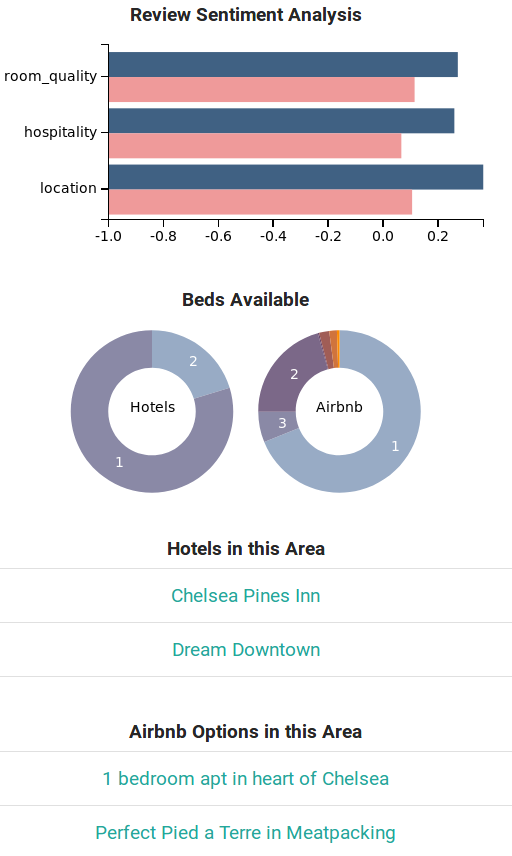 Review Sentiment Analysis
room_quality
hospitality
location
-1.0 -0.8 -0.6 -0.4 -0.2 0.0 0.2
Beds Available
2
1
Hotels
2
3
1
Airbnb
Hotels in this Area
Chelsea Pines Inn
Dream Downtown
Airbnb Options in this Area
1 bedroom apt in heart of Chelsea
Perfect Pied a Terre in Meatpacking